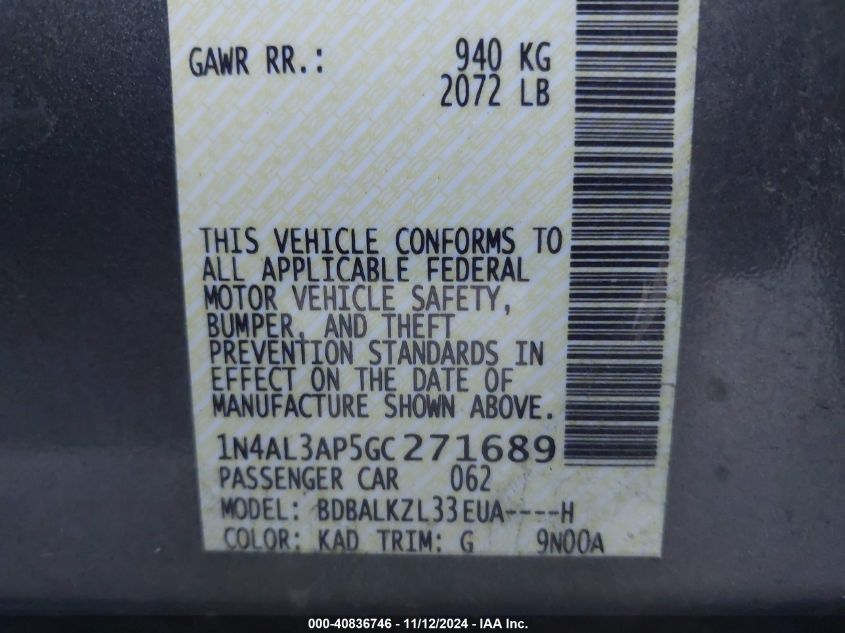 GAWR RR.: 940 KG
2072 LB
THIS VEHICLE CONFORMS TO
ALL APPLICABLE FEDERAL
MOTOR VEHICLE SAFETY,
BUMPER, AND THEFT
PREVENTION STANDARDS IN
EFFECT ON THE DATE OF
MANUFACTURE SHOWN ABOVE.
1N4AL3AP5GC271689
PASSENGER CAR 062
MODEL: BDBALKZL33EUA----H
COLOR: KAD TRIM: G 9N00A
000-40836746 - 11/12/2024 - IAA Inc.